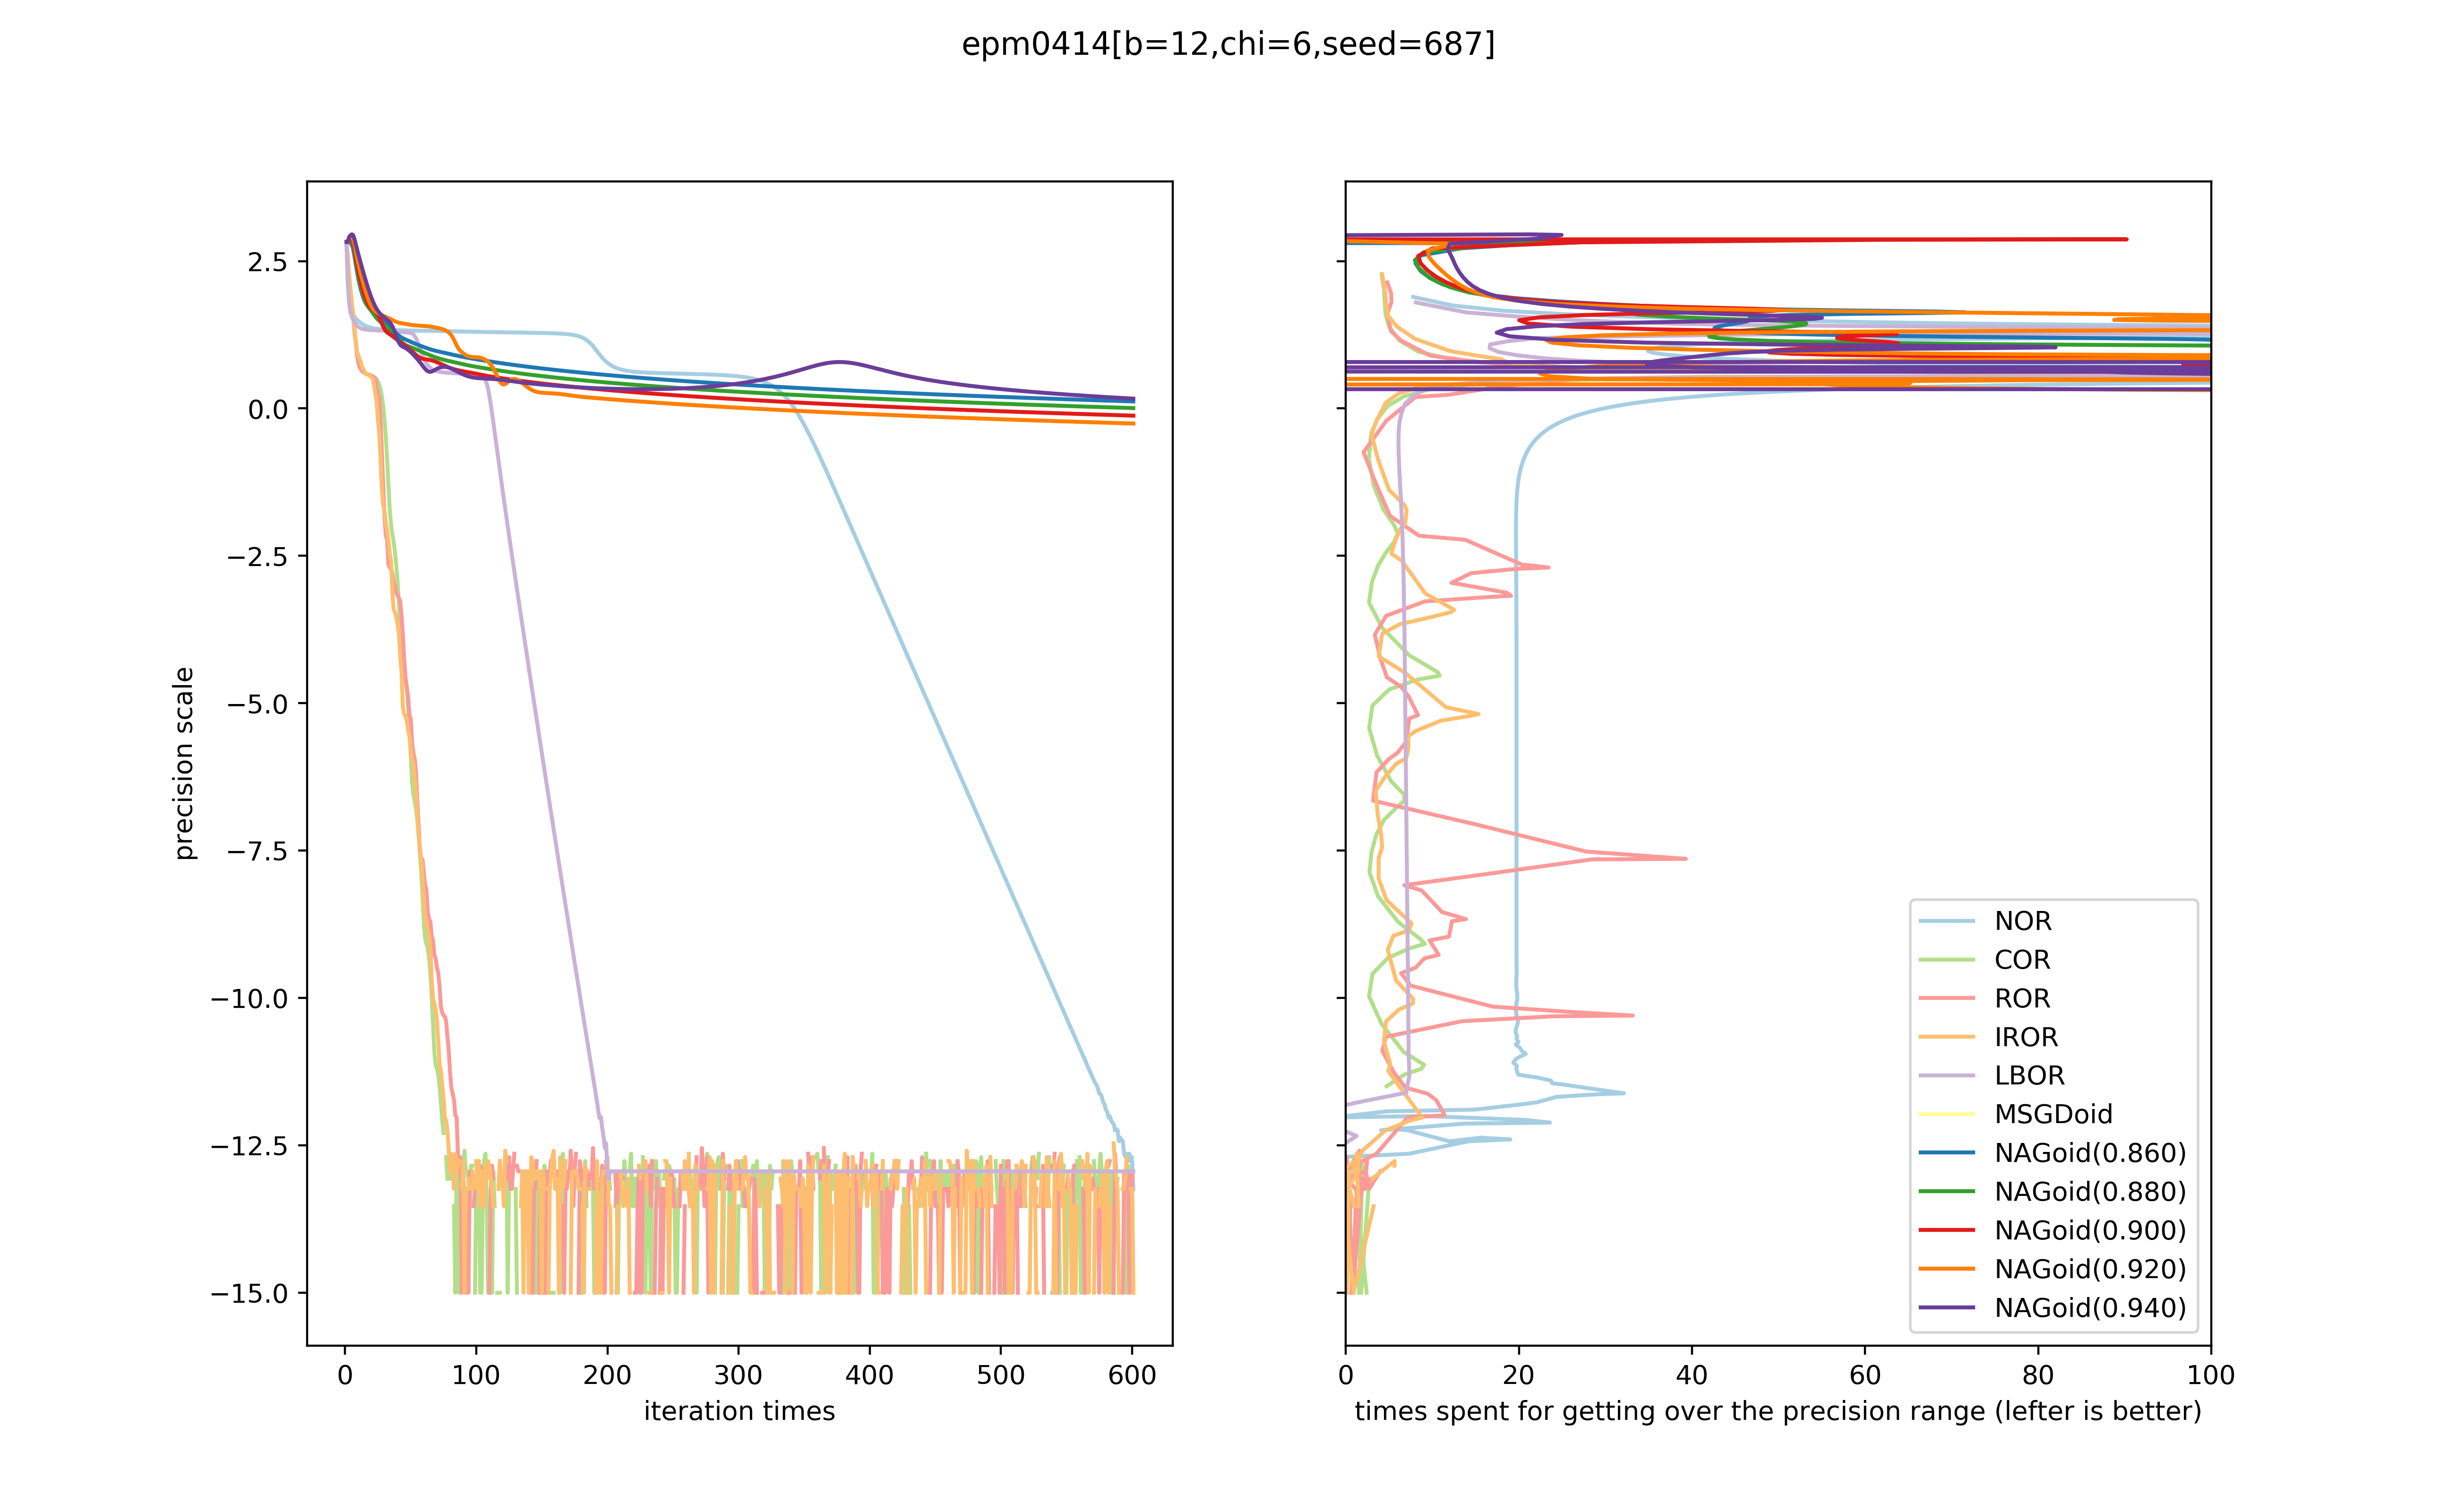 epm0414[b=12,chi=6,seed=687]
precision scale
2.5
0.0
−2.5
−5.0
−7.5
−10.0
−12.5
−15.0
0 100 200 300 400 500 600
iteration times
0 20 40 60 80 100
times spent for getting over the precision range (lefter is better)
NOR
COR
ROR
IROR
LBOR
MSGDoid
NAGoid(0.860)
NAGoid(0.880)
NAGoid(0.900)
NAGoid(0.920)
NAGoid(0.940)